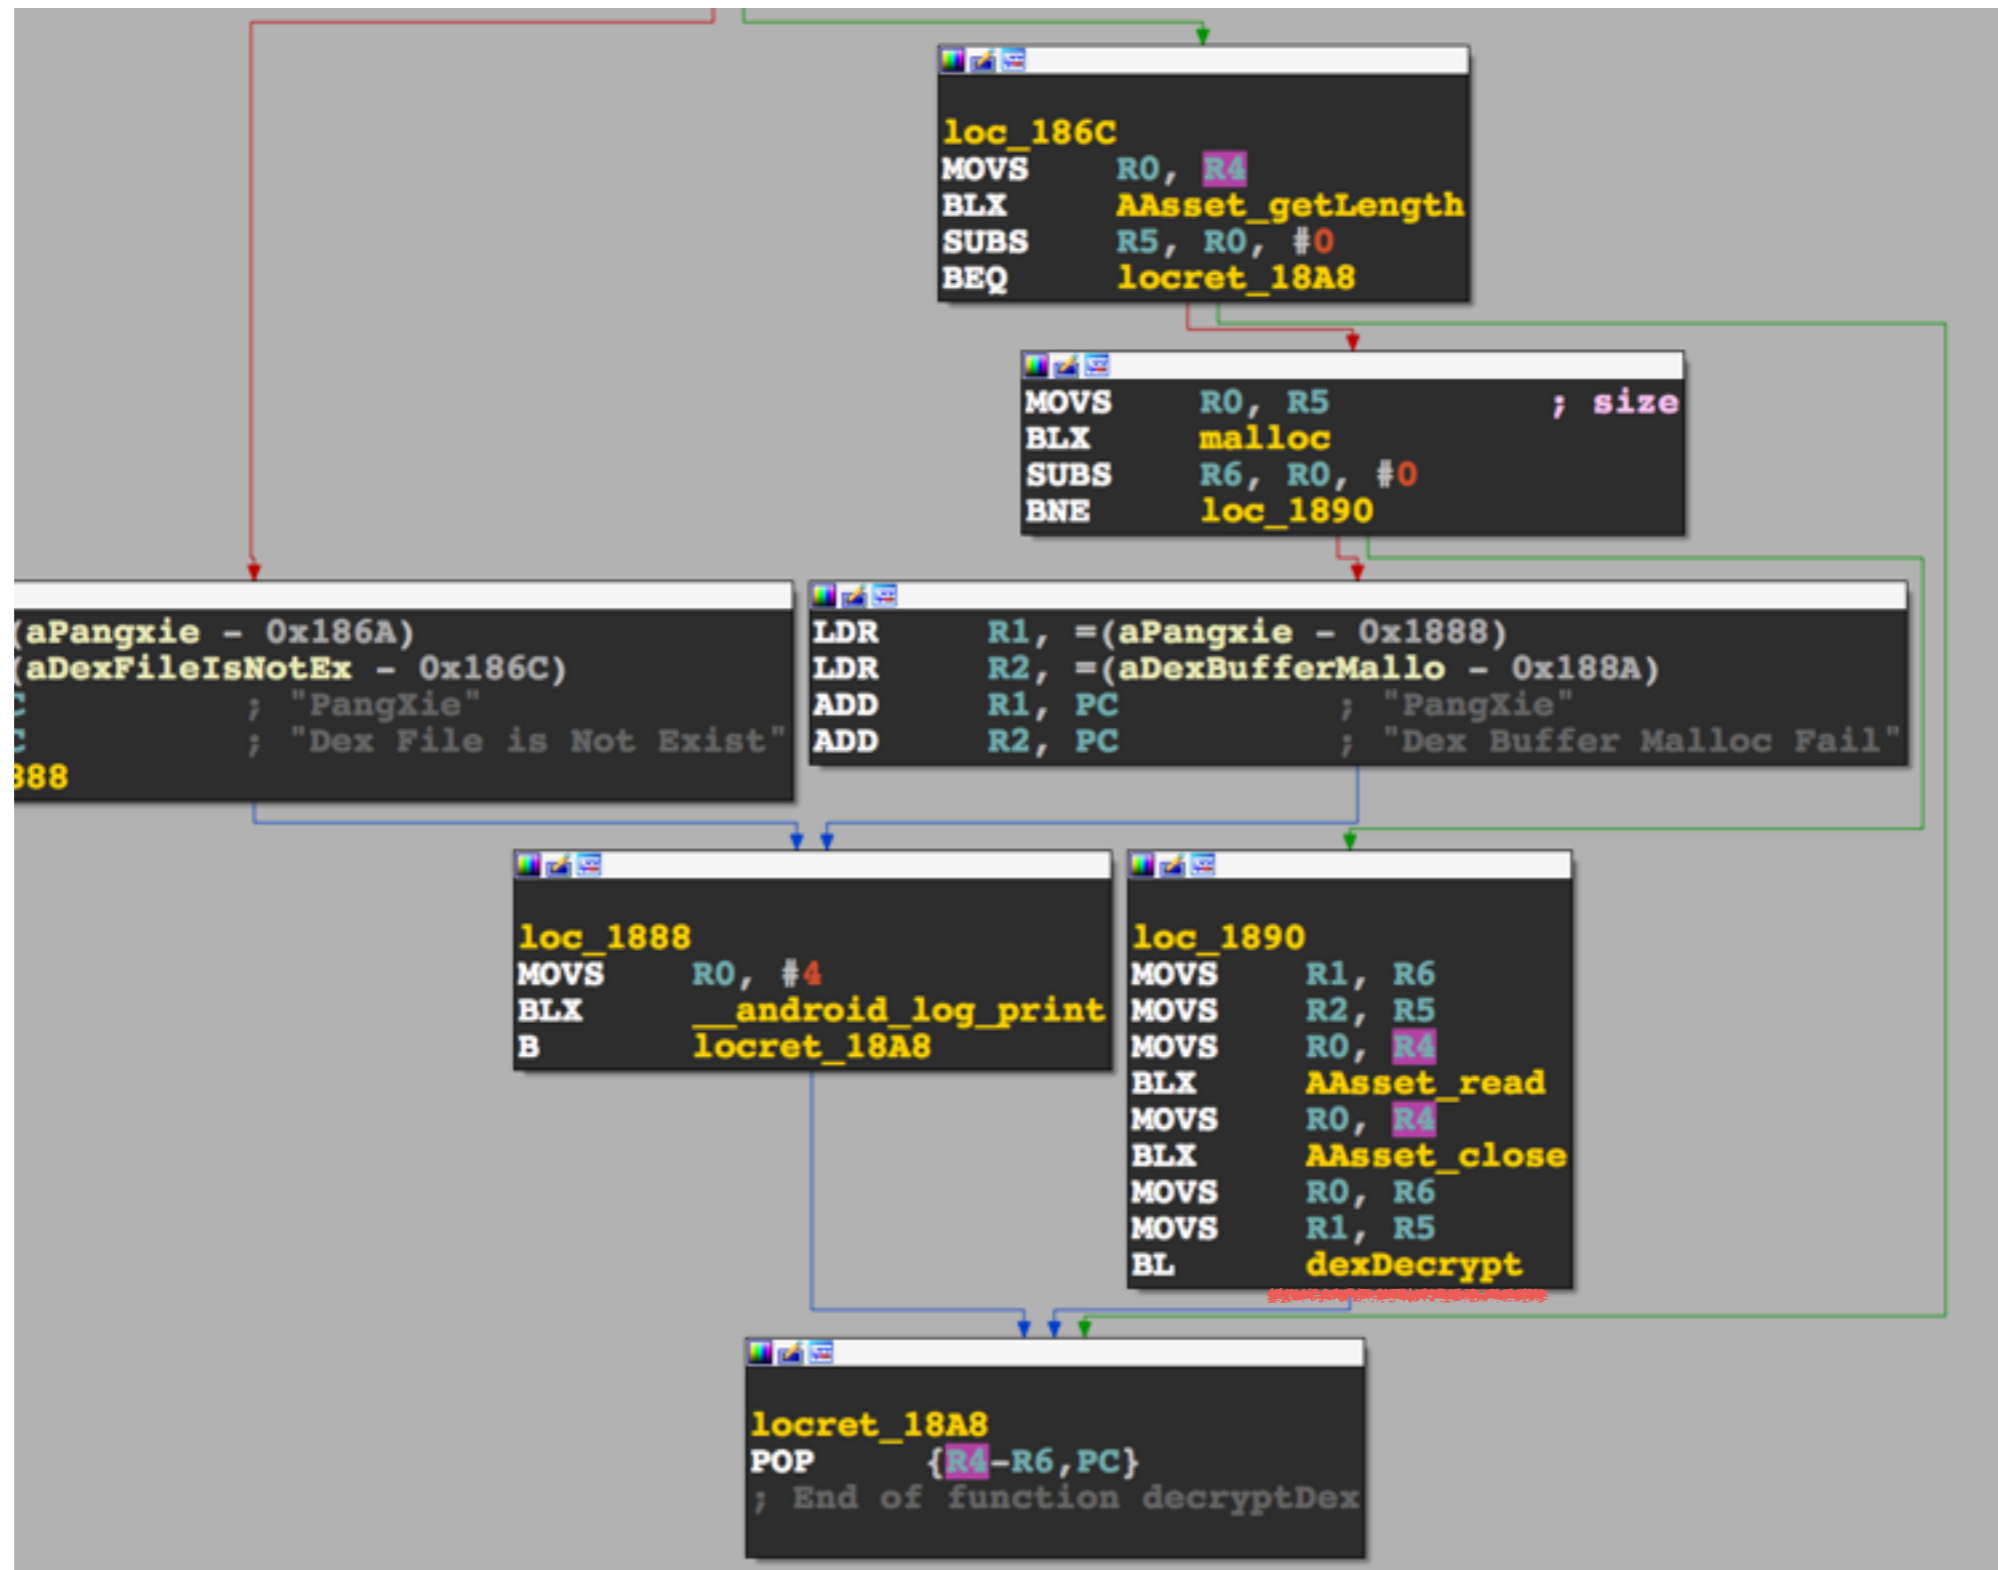 loc_186C
MOVS R0, R4
BLX AAsset_getLength
SUBS R5, R0, #0
BEQ locret_18A8
MOVS R0, R5 ; size
BLX malloc
SUBS R6, R0, #0
BNE loc_1890
(aPangxie - 0x186A)
(aDexFileIsNotEx - 0x186C)
C ; "PangXie"
C ; "Dex File is Not Exist"
888
LDR R1, =(aPangxie - 0x1888)
LDR R2, =(aDexBufferMallo - 0x188A)
ADD R1, PC ; "PangXie"
ADD R2, PC ; "Dex Buffer Malloc Fail"
loc_1888
MOVS R0, #4
BLX __android_log_print
B locret_18A8
loc_1890
MOVS R1, R6
MOVS R2, R5
MOVS R0, R4
BLX AAsset_read
MOVS R0, R4
BLX AAsset_close
MOVS R0, R6
MOVS R1, R5
BL dexDecrypt
locret_18A8
POP {R4-R6,PC}
; End of function decryptDex